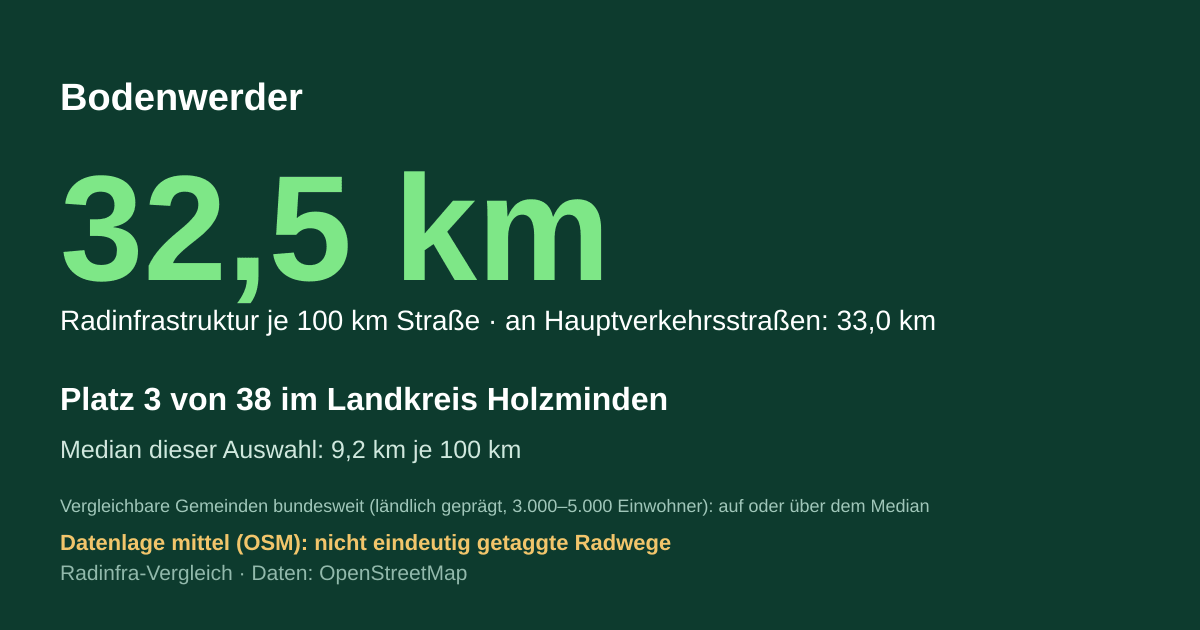 Bodenwerder
32,5 km
Radinfrastruktur je 100 km Straße · an Hauptverkehrsstraßen: 33,0 km
Platz 3 von 38 im Landkreis Holzminden
Median dieser Auswahl: 9,2 km je 100 km
Vergleichbare Gemeinden bundesweit (ländlich geprägt, 3.000–5.000 Einwohner): auf oder über dem Median
Datenlage mittel (OSM): nicht eindeutig getaggte Radwege
Radinfra-Vergleich · Daten: OpenStreetMap